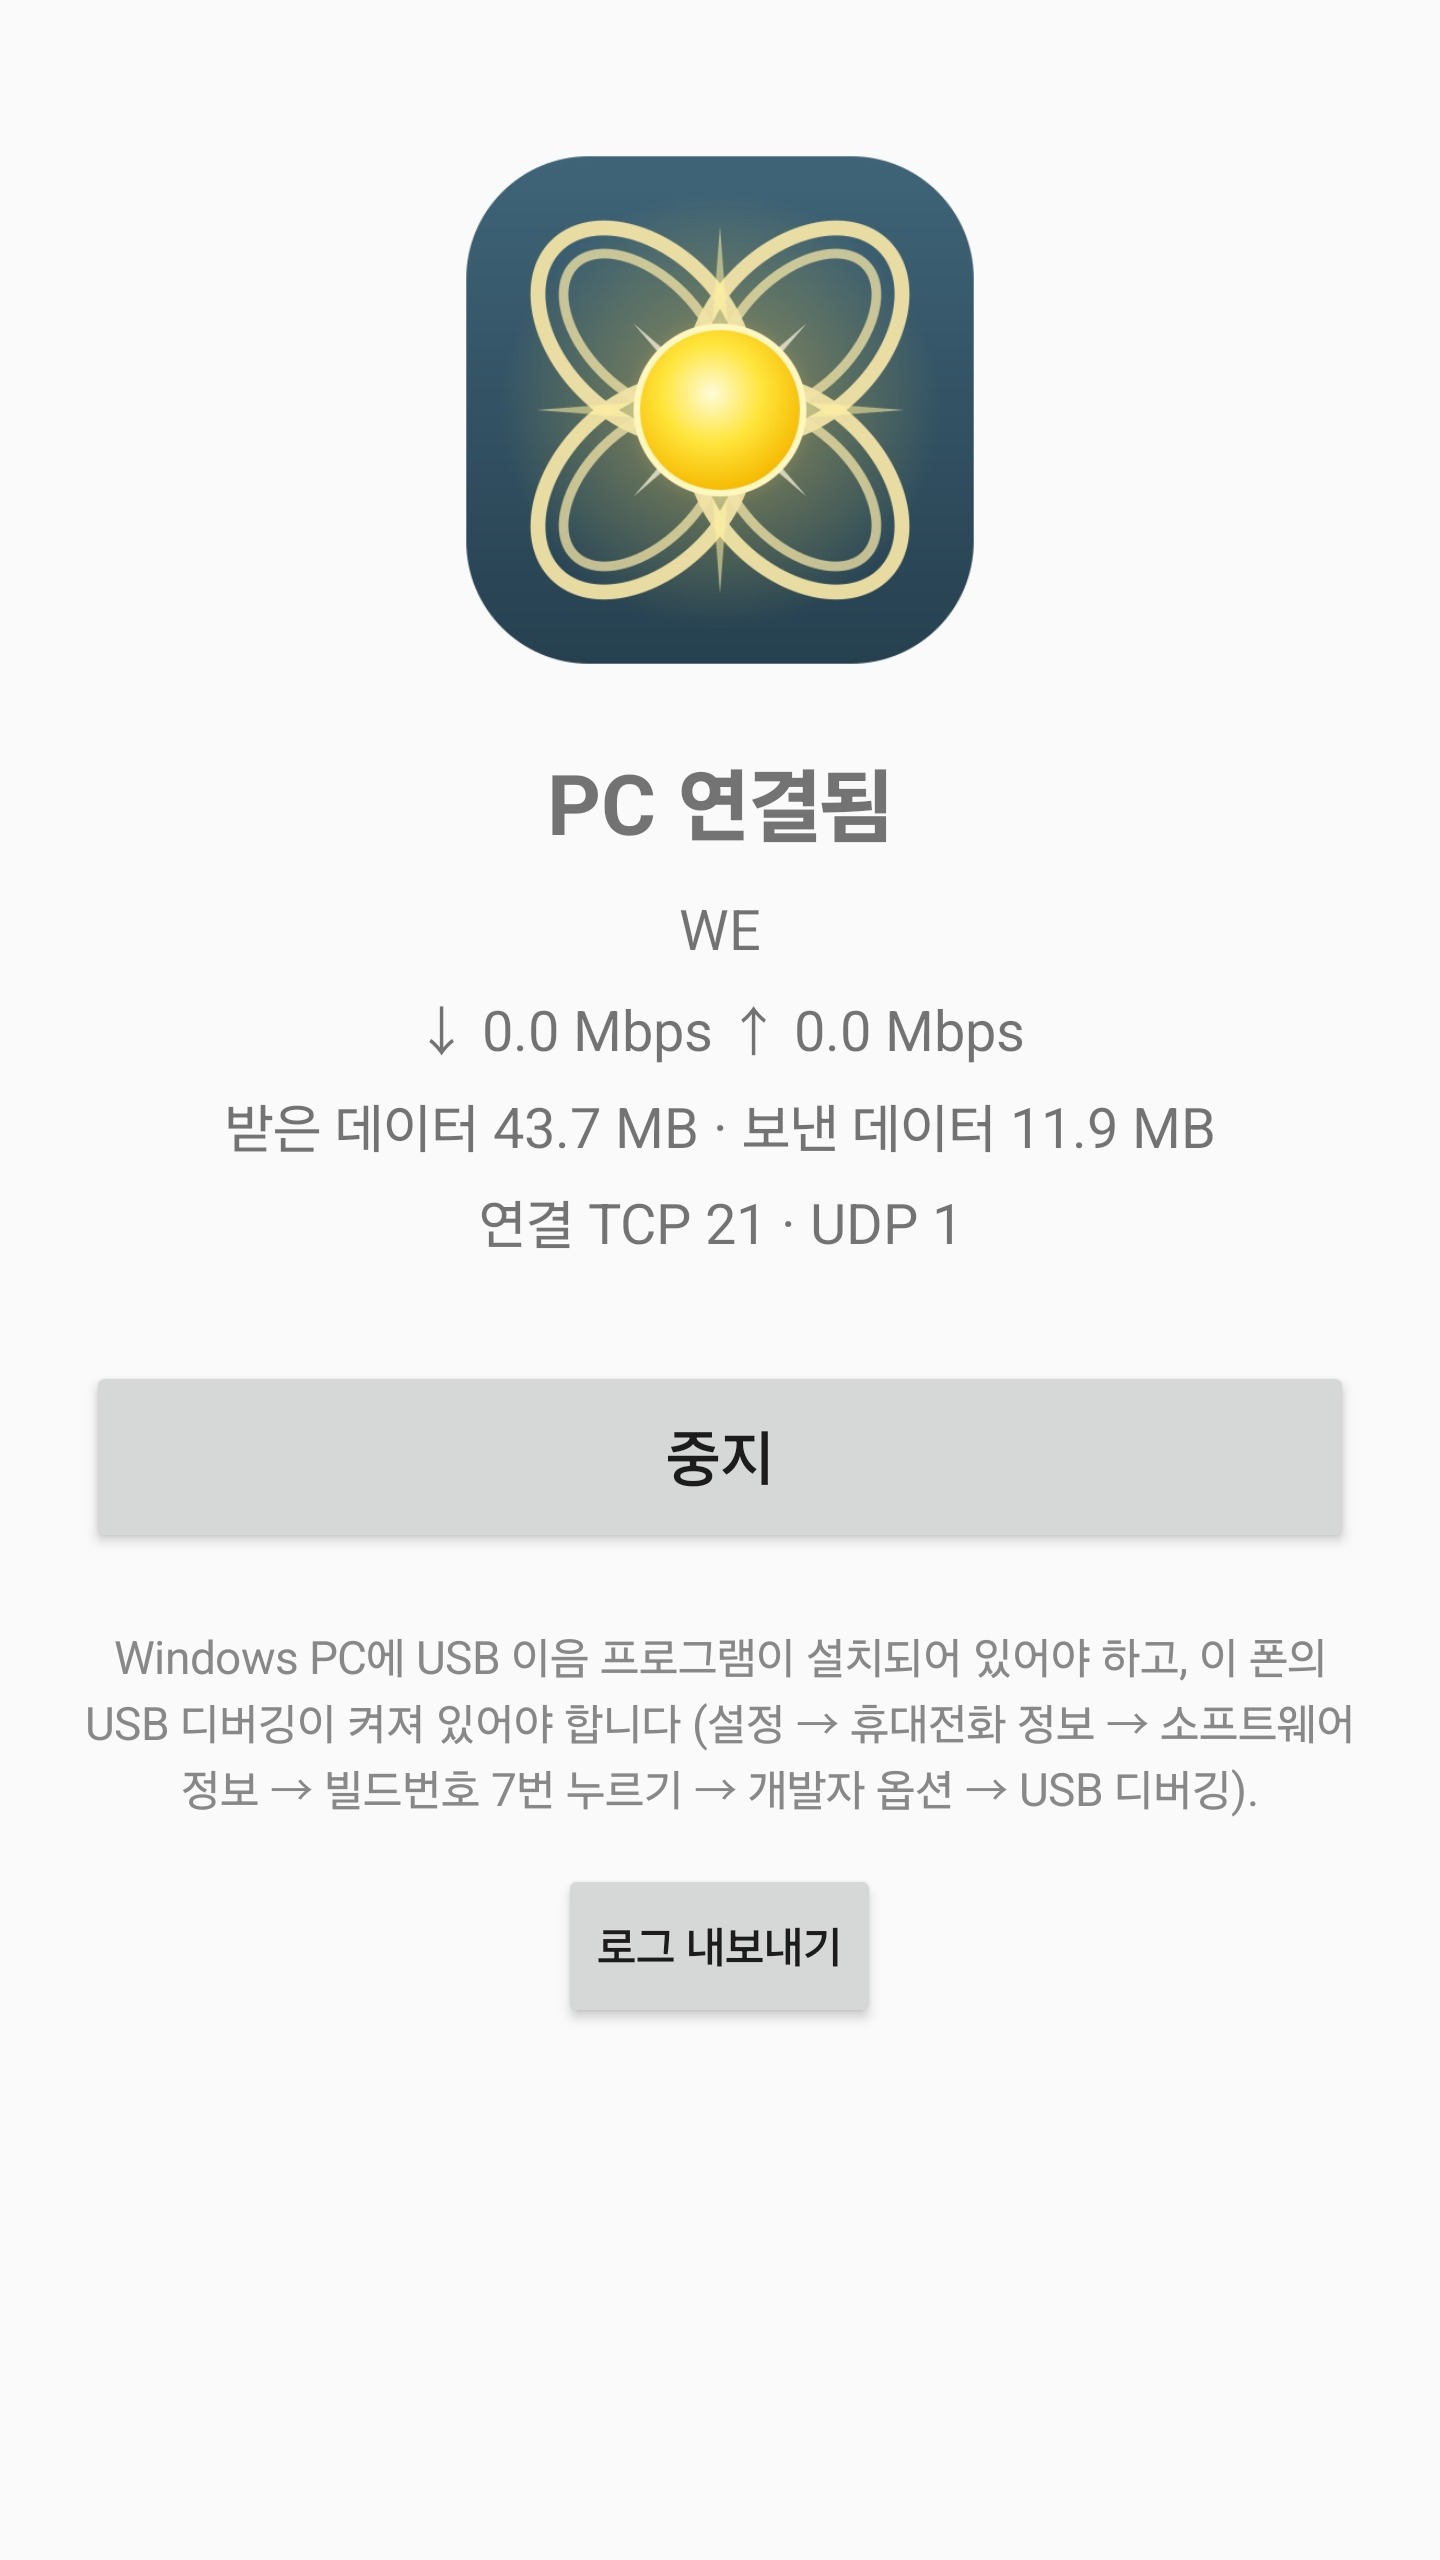 PC 연결됨
WE
↓ 0.0 Mbps ↑ 0.0 Mbps
받은 데이터 43.7 MB · 보낸 데이터 11.9 MB
연결 TCP 21 · UDP 1
중지
Windows PC에 USB 이음 프로그램이 설치되어 있어야 하고, 이 폰의
USB 디버깅이 켜져 있어야 합니다 (설정 → 휴대전화 정보 → 소프트웨어
정보 → 빌드번호 7번 누르기 → 개발자 옵션 → USB 디버깅).
로그 내보내기